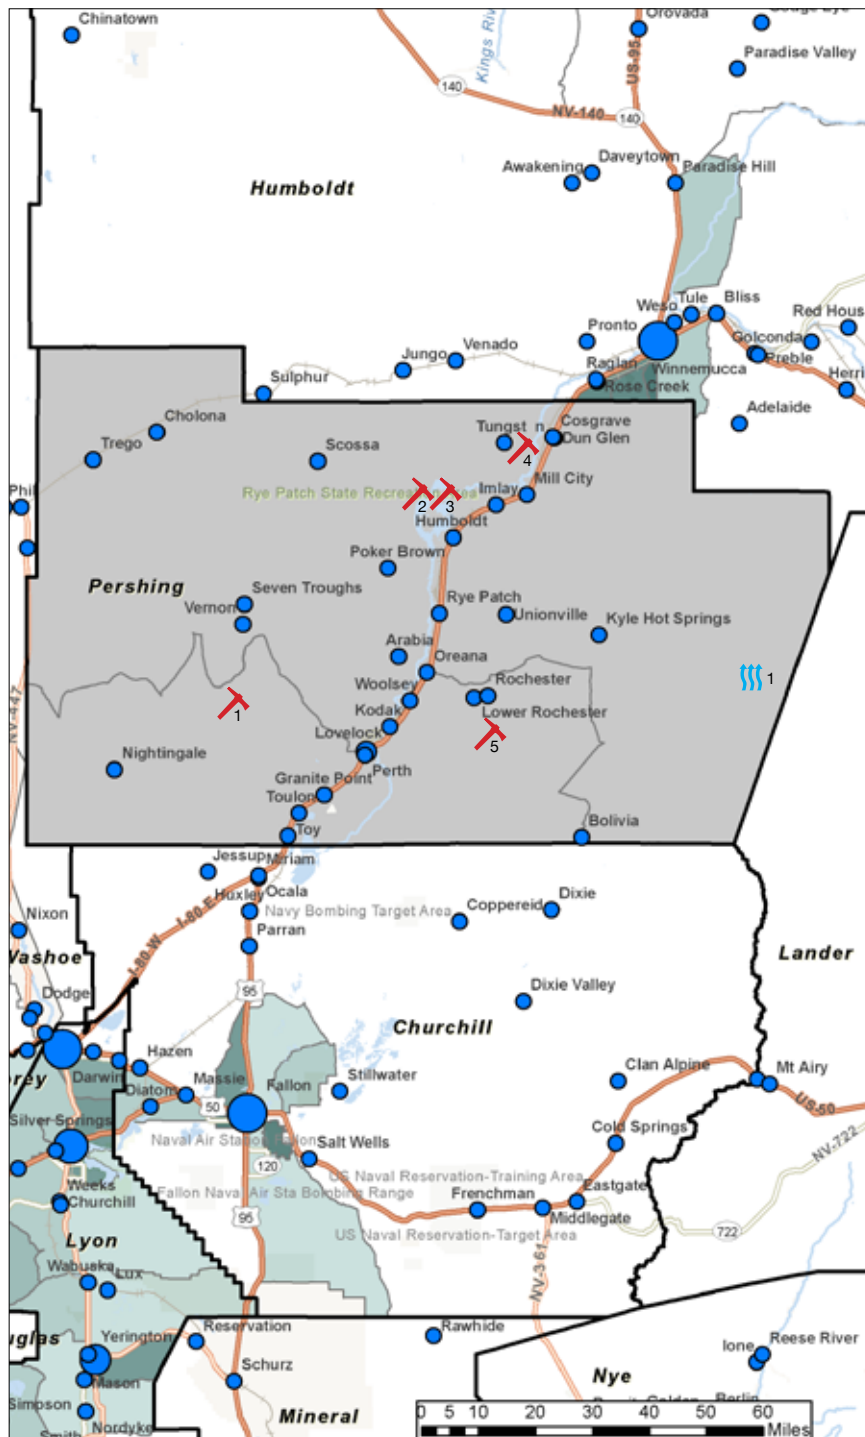 Chinatown
Orovada
Paradise Valley
Kings River
US-95
140
NV-140
140
Humboldt
Awakening
Daveytown
Paradise Hill
Weso
Tule
Bliss
Red Hous
Pronto
Golconda
Preble
Winnemucca
Jungo
Venado
Raglan
Rose Creek
Herri
Sulphur
Adelaide
Cholona
Tungst n
Cosgrave
Dun Glen
Trego
Scossa
4
Phil
Rye Patch State Recreation Area
2
3
Imlay
Mill City
Humboldt
Poker Brown
Pershing
Seven Troughs
Vernon
Rye Patch
Unionville
Kyle Hot Springs
Arabia
Oreana
1
Woolsey
Rochester
NV-447
1
Kodak
Lower Rochester
Lovelock
5
Nightingale
Perth
Granite Point
Toulon
Toy
Bolivia
Jessup
Miriam
Huxley
Ocala
I-80-E
Navy Bombing Target Area
Coppereid
Dixie
Nixon
Parran
I-80-W
Washoe
Lander
Dodge
95
Dixie Valley
Churchill
Hazen
Clan Alpine
Mt Airy
orey
Darwin
Massie
Fallon
Stillwater
Diatom
50
US-50
Silver Springs
Naval Air Station Fallon
Cold Springs
NV-722
Salt Wells
120
US Naval Reservation-Training Area
Weeks
Fallon Naval Air Sta Bombing Range
Eastgate
Churchill
Frenchman
Middlegate
95
US Naval Reservation-Target Area
722
Lyon
NV-361
Wabuska
Lux
uglas
Yerington
Reservation
Rawhide
Reese River
Ione
Schurz
Nye
Mason
Simpson
Mineral
Nordyke
Berlin
0 5 10 20 30 40 50 60
Miles